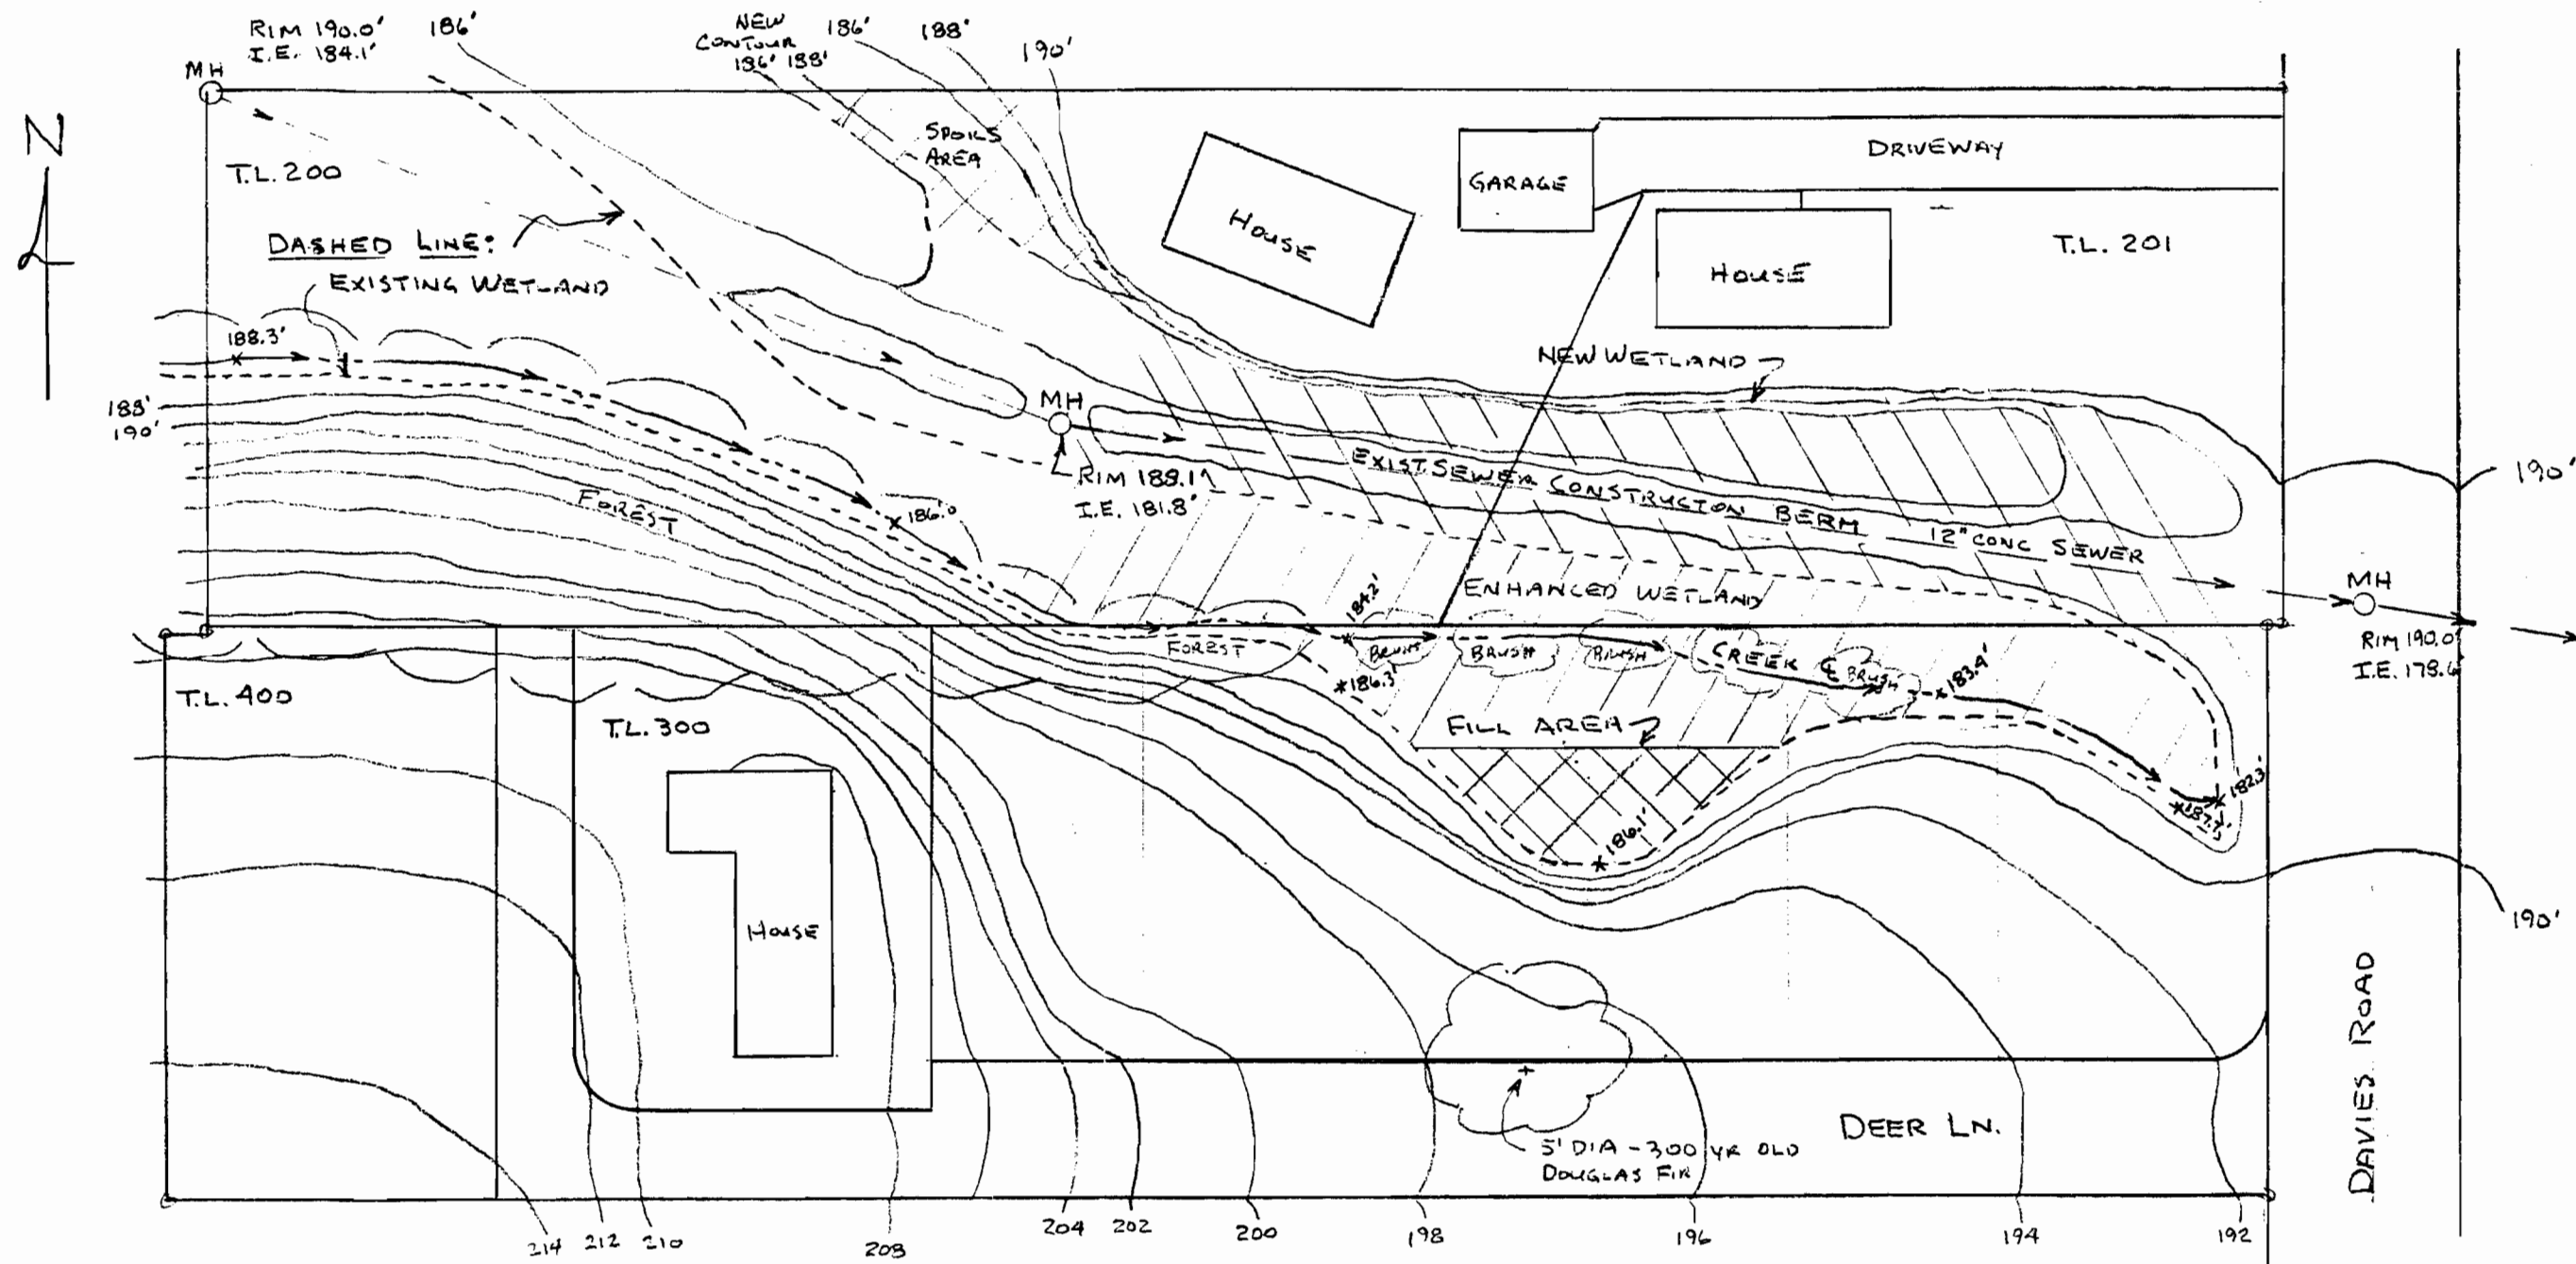 RIM 190.0'
I.E. 184.1'
186'
NEW
CONTOUR
186' 188'
186'
188'
190'
MH
N
T.L. 200
SPOILS
AREA
HOUSE
GARAGE
DRIVEWAY
HOUSE
T.L. 201
DASHED LINE:
EXISTING WETLAND
188.3'
188'
190'
NEW WETLAND
MH
RIM 188.1'
I.E. 181.8'
EXIST. SEWER CONSTRUCTON BERM
12" CONC SEWER
190'
FOREST
186.0
ENHANCED WETLAND
184.2'
MH
RIM 190.0'
I.E. 178.6'
FOREST
BRUSH
BRUSH
BRUSH
CREEK ℄
BRUSH
183.4'
186.3'
T.L. 400
T.L. 300
FILL AREA
182.3'
186.1'
HOUSE
190'
DAVIES ROAD
DEER LN.
5' DIA - 300 YR OLD
DOUGLAS FIR
214
212
210
208
204
202
200
198
196
194
192